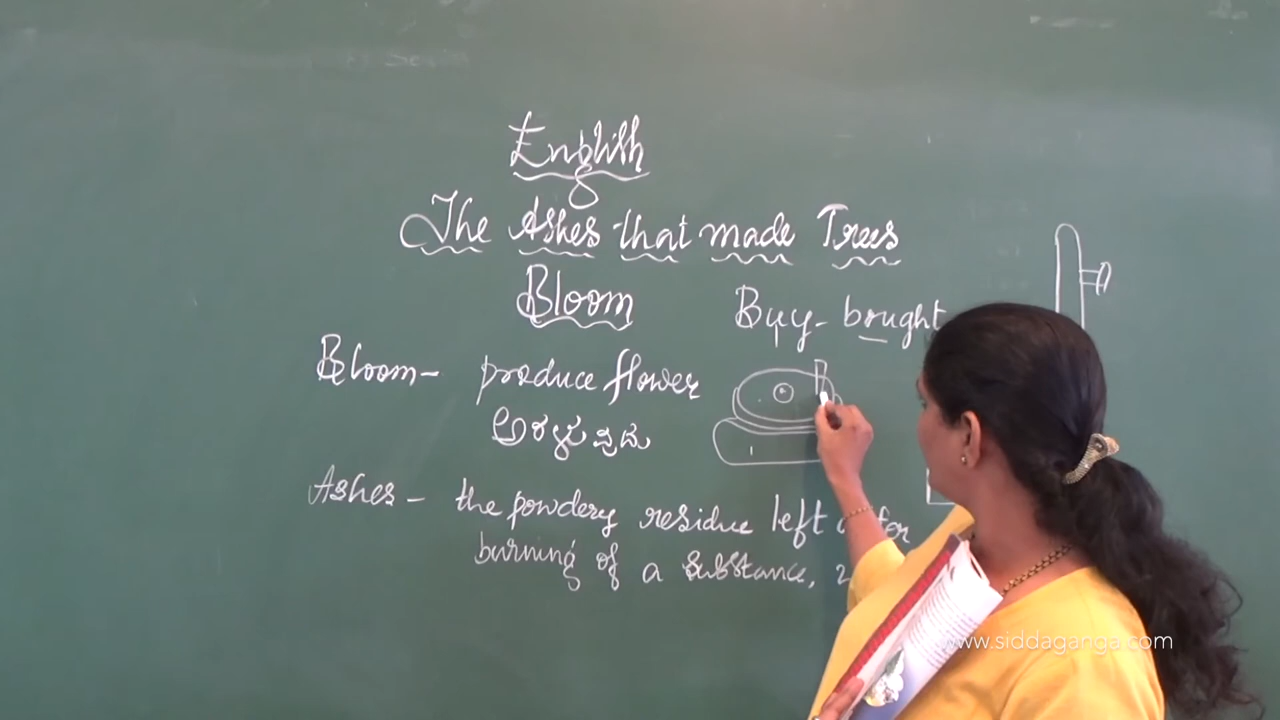 English
The Ashes that made Trees
Bloom
Buy - bought
Bloom - produce flower
ಅರಳುವುದು
Ashes - the powdery residue left
burning of a substance,
www.siddaganga.com